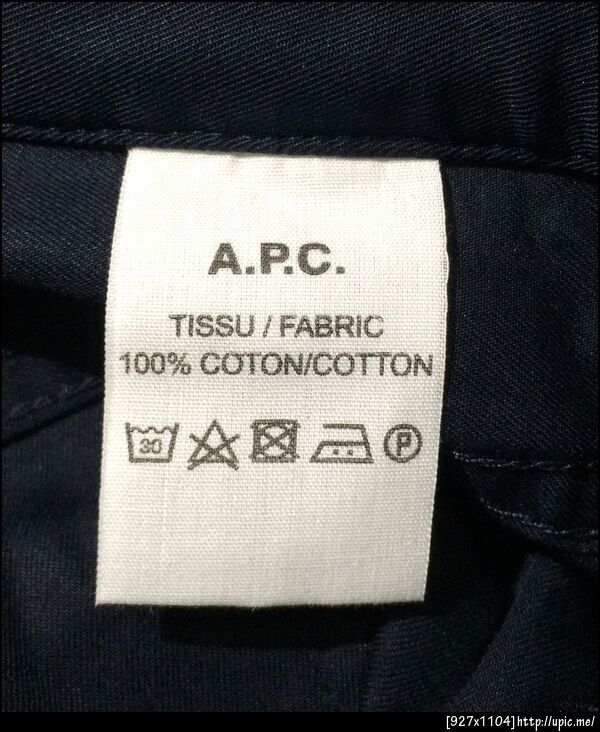 A.P.C.
TISSU / FABRIC
100% COTON/COTTON
30 P
[927x1104]http://upic.me/